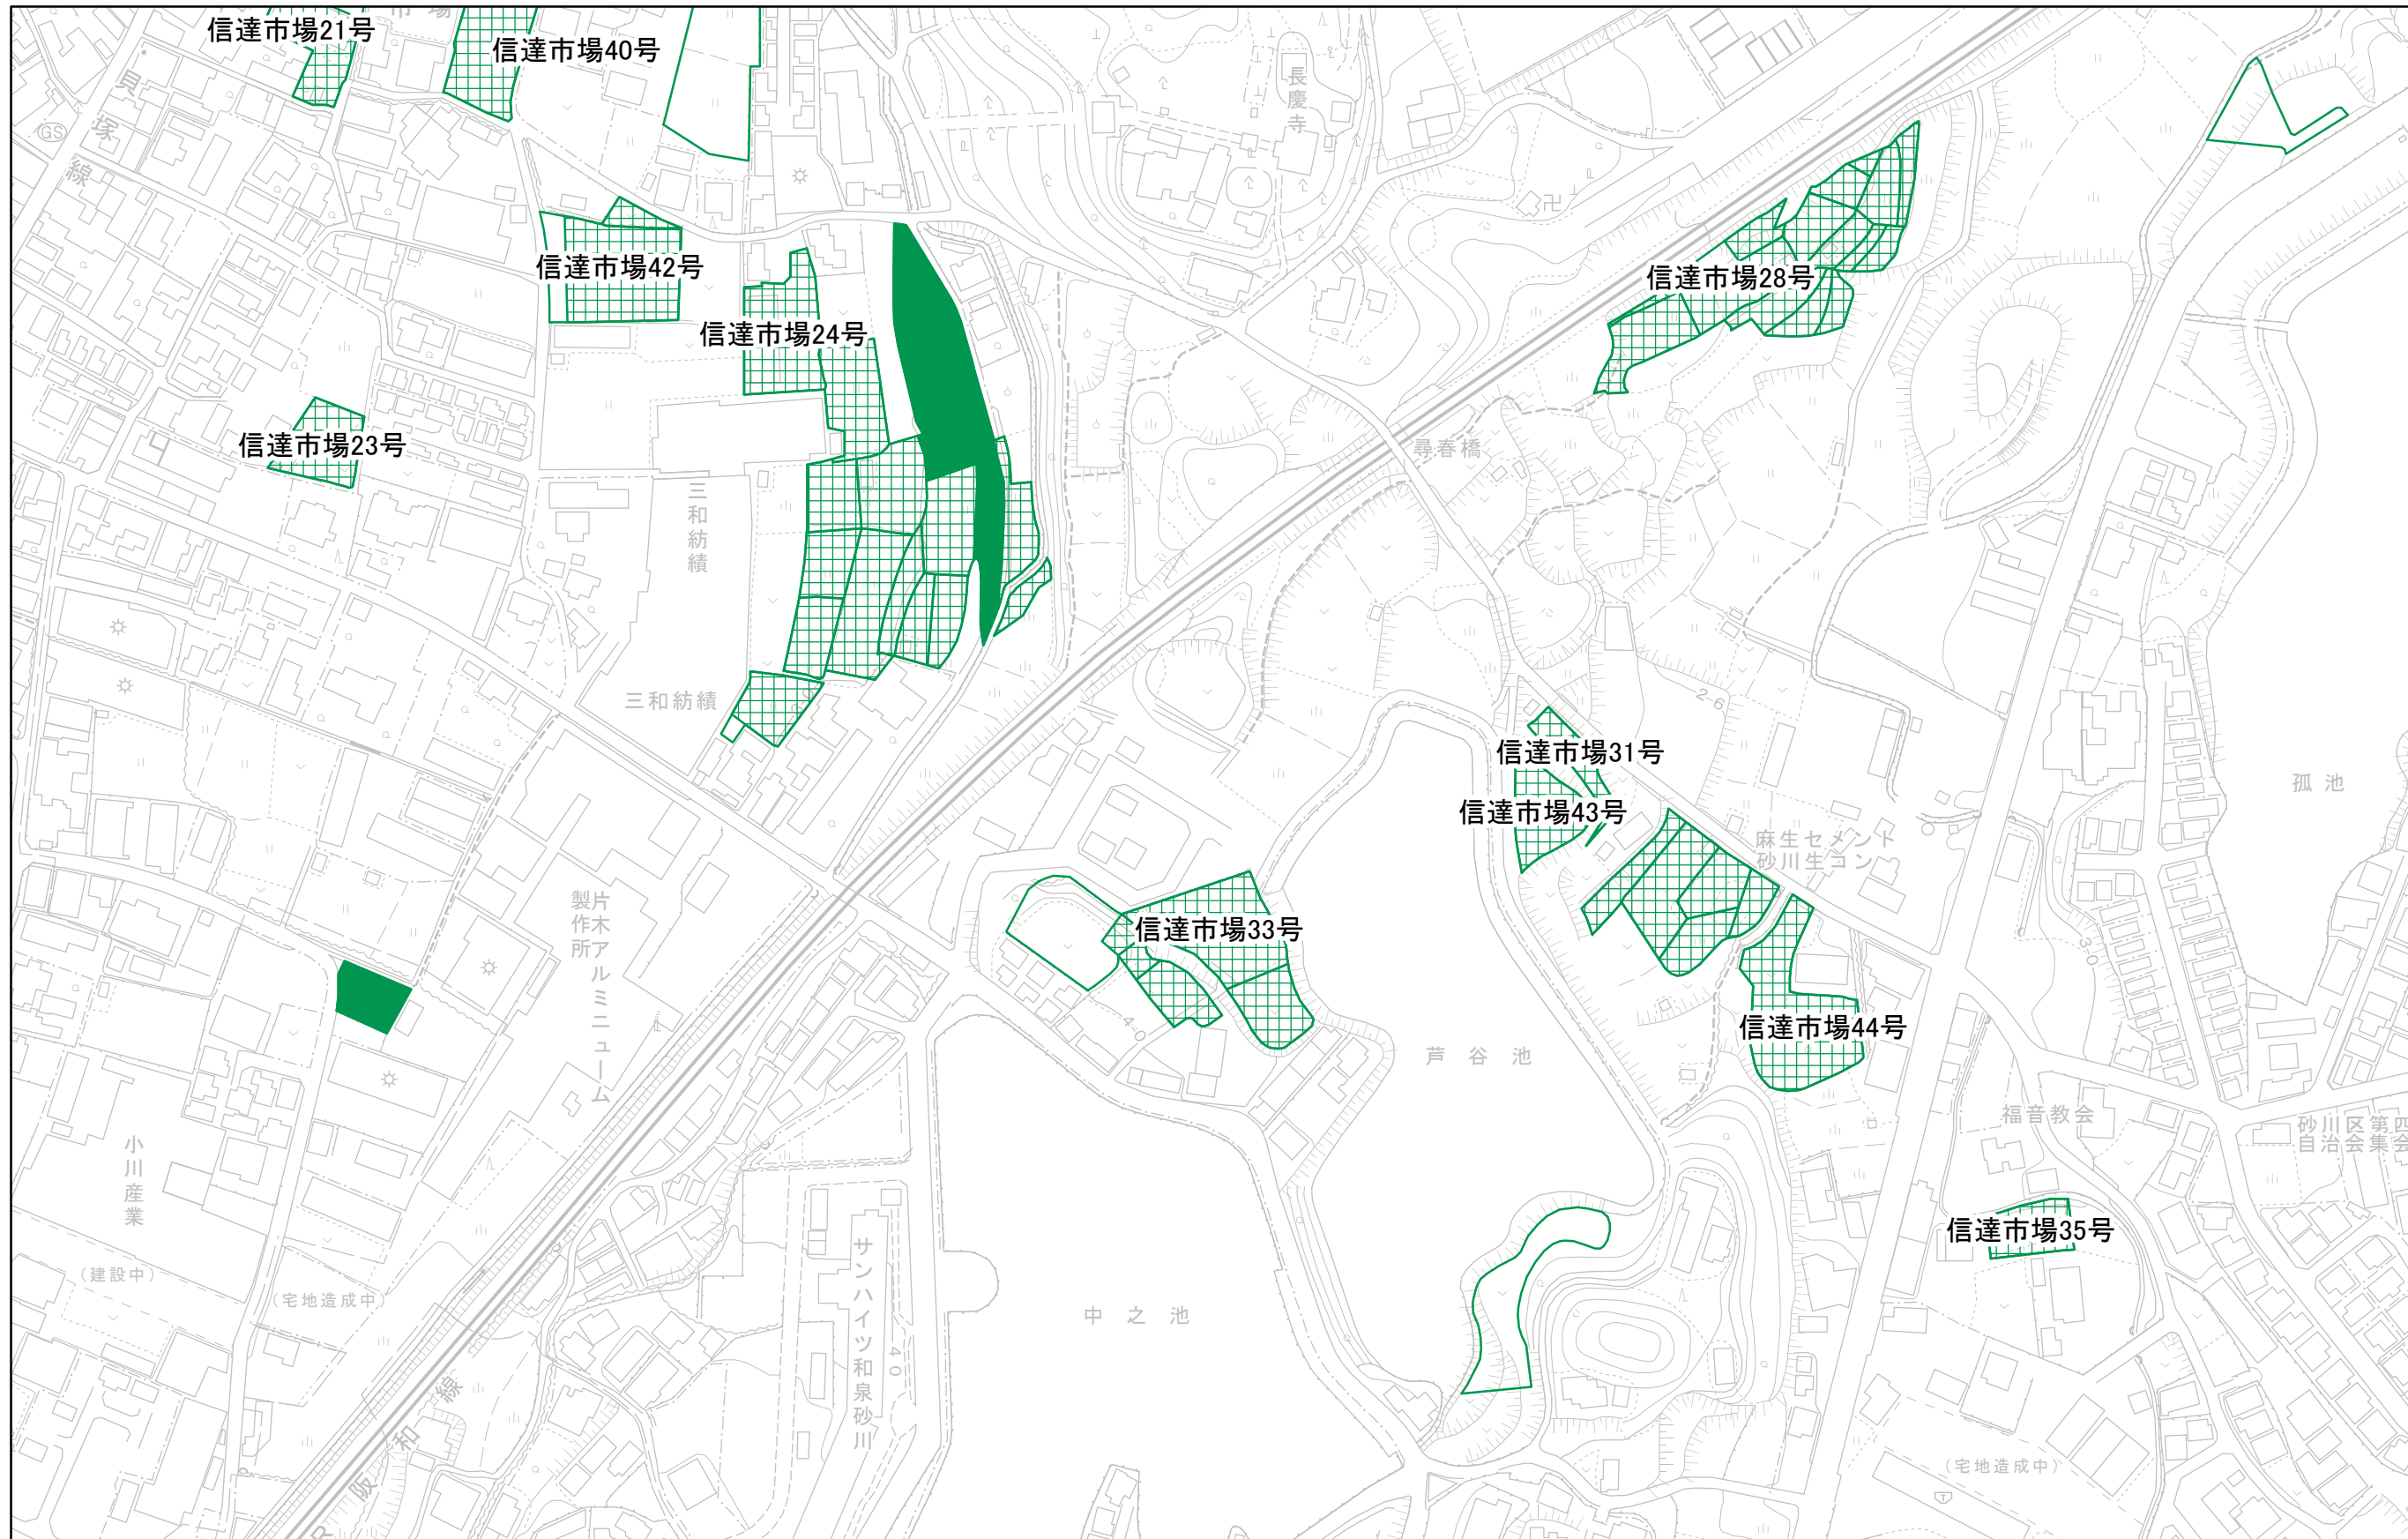 信達市場21号
市場
信達市場40号
貝塚線
GS
長慶寺
信達市場42号
信達市場28号
信達市場24号
信達市場23号
尋春橋
三和紡績
三和紡績
26
信達市場31号
孤池
信達市場43号
麻生セメント
砂川生コン
片木アルミニューム
製作所
信達市場33号
30
40
信達市場44号
芦谷池
福音教会
砂川区第四
自治会集会
小川産業
信達市場35号
サンハイツ和泉砂川
(建設中)
(宅地造成中)
中之池
40
阪和線
(宅地造成中)